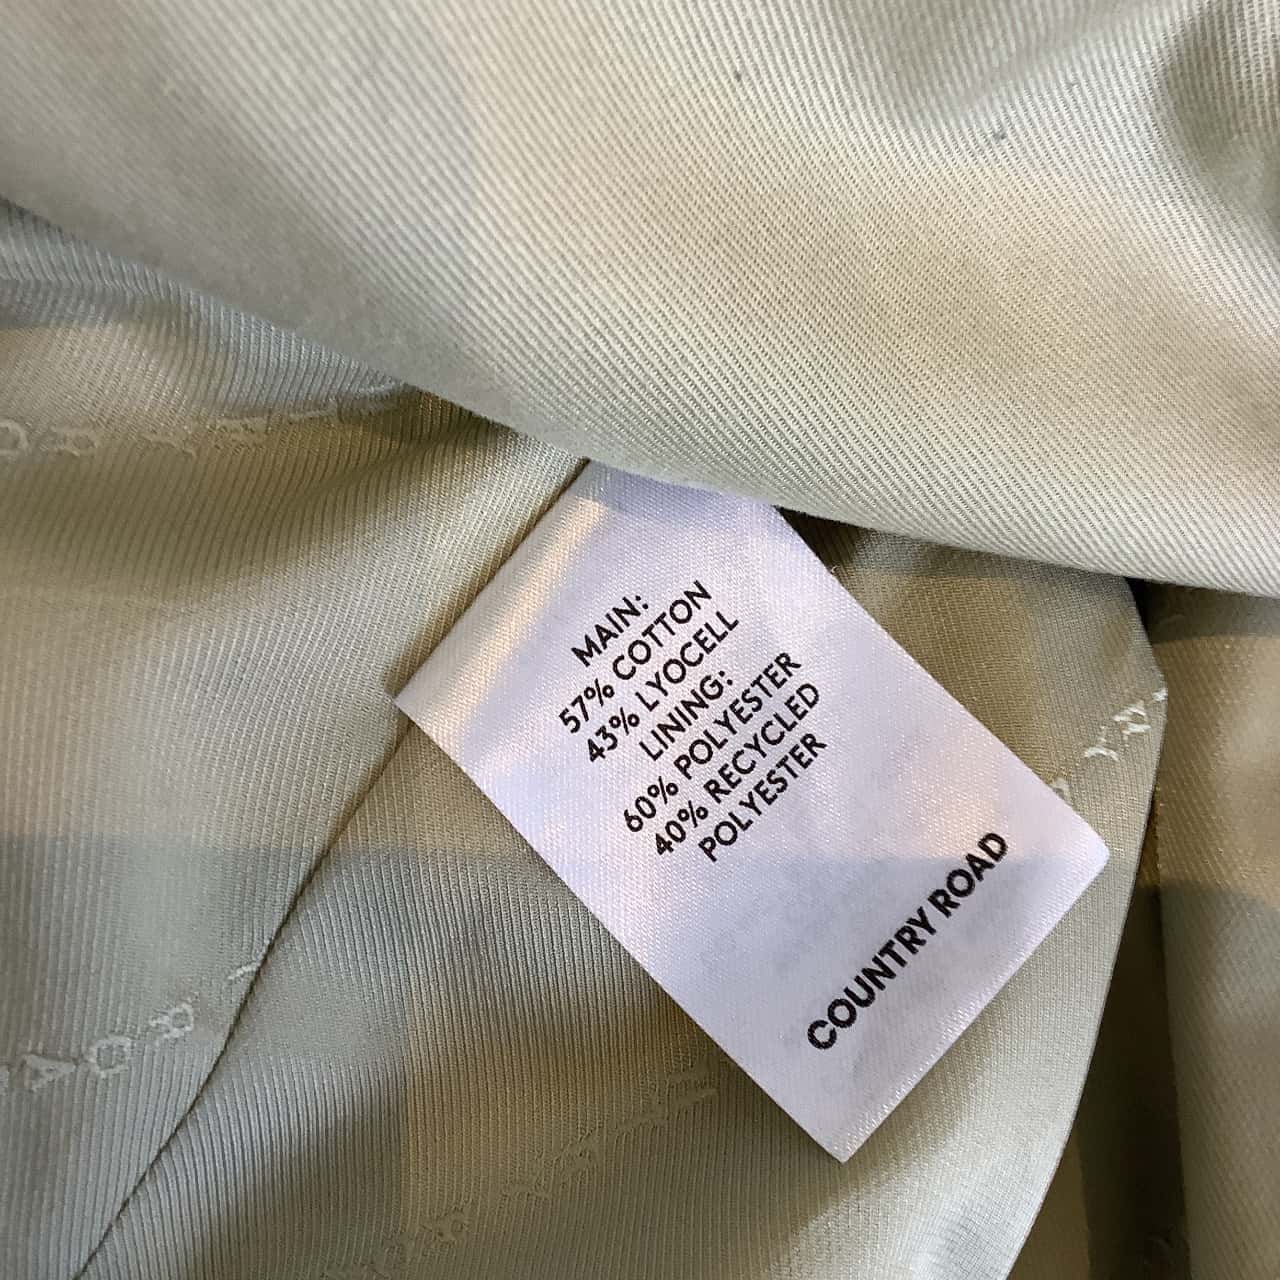 MAIN:
57% COTTON
43% LYOCELL
LINING:
60% POLYESTER
40% RECYCLED
POLYESTER
COUNTRY ROAD